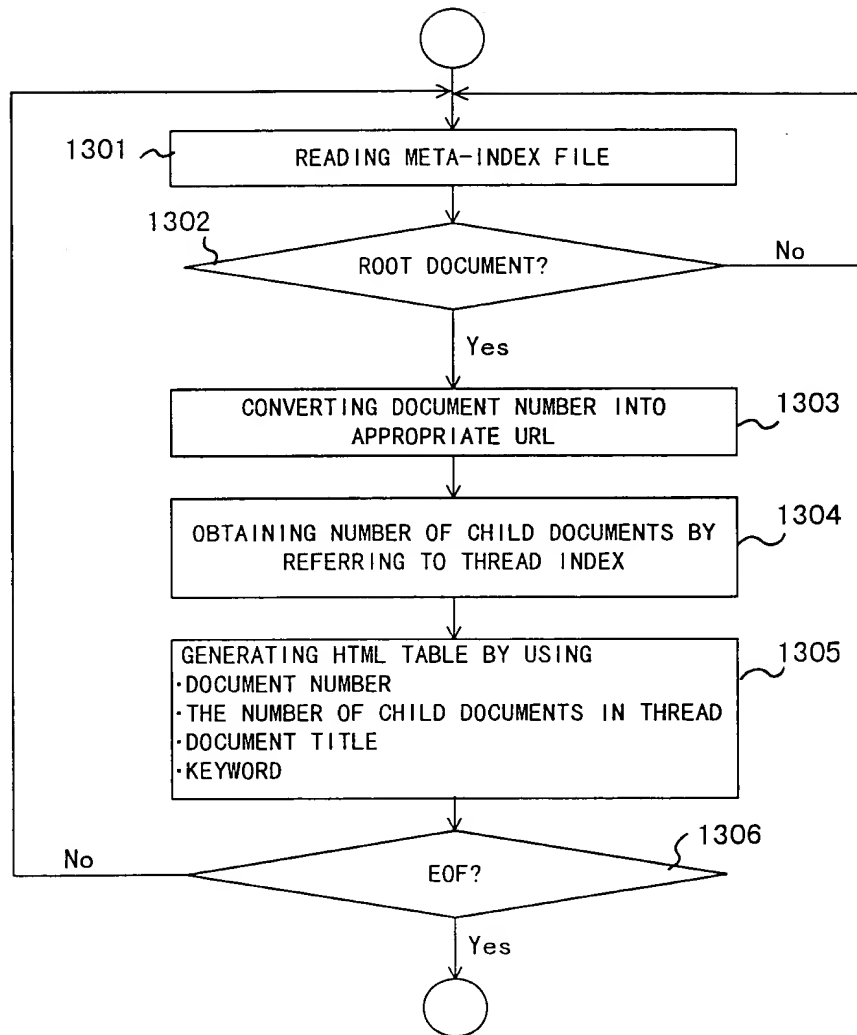 1301
READING META-INDEX FILE
1302
ROOT DOCUMENT?
No
Yes
CONVERTING DOCUMENT NUMBER INTO
APPROPRIATE URL
1303
OBTAINING NUMBER OF CHILD DOCUMENTS BY
REFERRING TO THREAD INDEX
1304
GENERATING HTML TABLE BY USING
·DOCUMENT NUMBER
·THE NUMBER OF CHILD DOCUMENTS IN THREAD
·DOCUMENT TITLE
·KEYWORD
1305
No
EOF?
1306
Yes